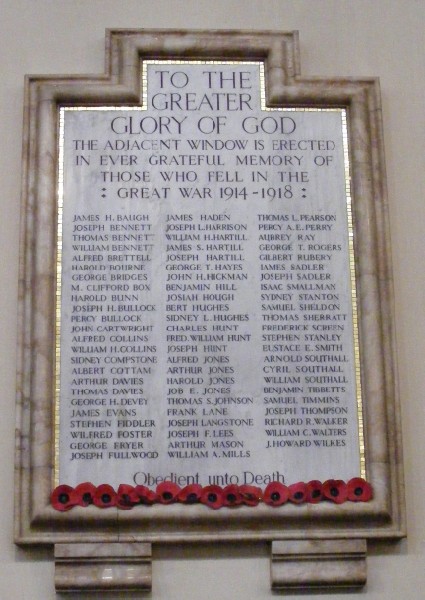 TO THE
GREATER
GLORY OF GOD
THE ADJACENT WINDOW IS ERECTED
IN EVER GRATEFUL MEMORY OF
THOSE WHO FELL IN THE
: GREAT WAR 1914-1918 :
JAMES H. BAUGH
JOSEPH BENNETT
THOMAS BENNETT
WILLIAM BENNETT
ALFRED BRETTELL
HAROLD BOURNE
GEORGE BRIDGES
M. CLIFFORD BOX
HAROLD BUNN
JOSEPH H. BULLOCK
PERCY BULLOCK
JOHN CARTWRIGHT
ALFRED COLLINS
WILLIAM H. COLLINS
SIDNEY COMPSTONE
ALBERT COTTAM
ARTHUR DAVIES
THOMAS DAVIES
GEORGE H. DEVEY
JAMES EVANS
STEPHEN FIDDLER
WILFRED FOSTER
GEORGE FRYER
JOSEPH FULLWOOD
JAMES HADEN
JOSEPH L. HARRISON
WILLIAM H. HARTILL
JAMES S. HARTILL
JOSEPH HARTILL
GEORGE T. HAYES
JOHN H. HICKMAN
BENJAMIN HILL
JOSIAH HOUGH
BERT HUGHES
SIDNEY L. HUGHES
CHARLES HUNT
FRED. WILLIAM HUNT
JOSEPH HUNT
ALFRED JONES
ARTHUR JONES
HAROLD JONES
JOB E. JONES
THOMAS S. JOHNSON
FRANK LANE
JOSEPH LANGSTONE
JOSEPH F. LEES
ARTHUR MASON
WILLIAM A. MILLS
THOMAS L. PEARSON
PERCY A. E. PERRY
AUBREY RAY
GEORGE T. ROGERS
GILBERT RUBERY
JAMES SADLER
JOSEPH SADLER
ISAAC SMALLMAN
SYDNEY STANTON
SAMUEL SHELDON
THOMAS SHERRATT
FREDERICK SCREEN
STEPHEN STANLEY
EUSTACE E. SMITH
ARNOLD SOUTHALL
CYRIL SOUTHALL
WILLIAM SOUTHALL
BENJAMIN TIBBETTS
SAMUEL TIMMINS
JOSEPH THOMPSON
RICHARD R. WALKER
WILLIAM C. WALTERS
J. HOWARD WILKES
Obedient unto Death